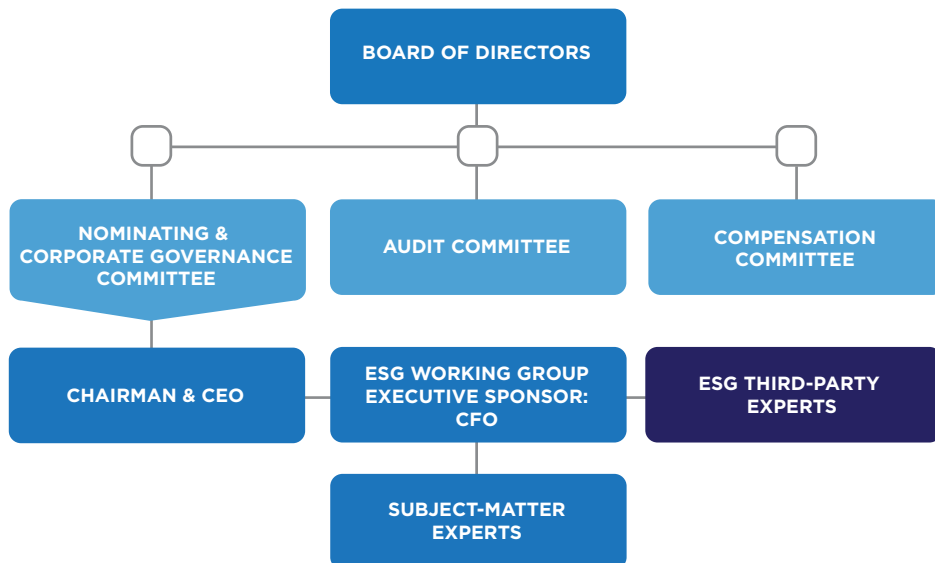 BOARD OF DIRECTORS
NOMINATING &
CORPORATE GOVERNANCE
COMMITTEE
AUDIT COMMITTEE
COMPENSATION
COMMITTEE
CHAIRMAN & CEO
ESG WORKING GROUP
EXECUTIVE SPONSOR:
CFO
ESG THIRD-PARTY
EXPERTS
SUBJECT-MATTER
EXPERTS